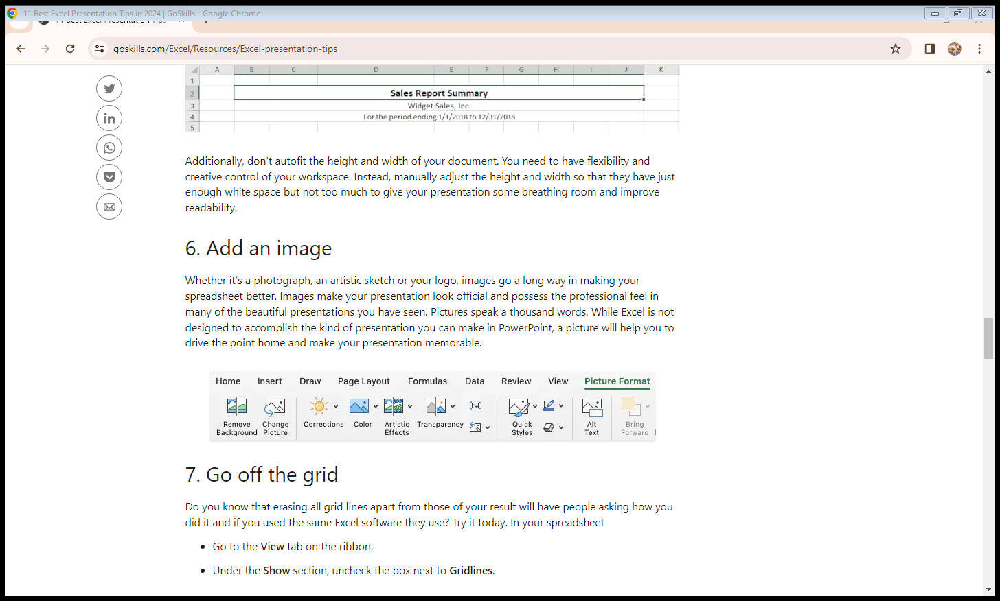 11 Best Excel Presentation Tips in 2024 | GoSkills - Google Chrome
11 Best Excel Presentation Tips
goskills.com/Excel/Resources/Excel-presentation-tips
A B C D E F G H I J K
1
2 Sales Report Summary
3 Widget Sales, Inc.
4 For the period ending 1/1/2018 to 12/31/2018
5
in
Additionally, don't autofit the height and width of your document. You need to have flexibility and
creative control of your workspace. Instead, manually adjust the height and width so that they have just
enough white space but not too much to give your presentation some breathing room and improve
readability.
6. Add an image
Whether it’s a photograph, an artistic sketch or your logo, images go a long way in making your
spreadsheet better. Images make your presentation look official and possess the professional feel in
many of the beautiful presentations you have seen. Pictures speak a thousand words. While Excel is not
designed to accomplish the kind of presentation you can make in PowerPoint, a picture will help you to
drive the point home and make your presentation memorable.
Home Insert Draw Page Layout Formulas Data Review View Picture Format
Remove Background Change Picture Corrections Color Artistic Effects Transparency Quick Styles Alt Text Bring Forward
7. Go off the grid
Do you know that erasing all grid lines apart from those of your result will have people asking how you
did it and if you used the same Excel software they use? Try it today. In your spreadsheet
• Go to the View tab on the ribbon.
• Under the Show section, uncheck the box next to Gridlines.